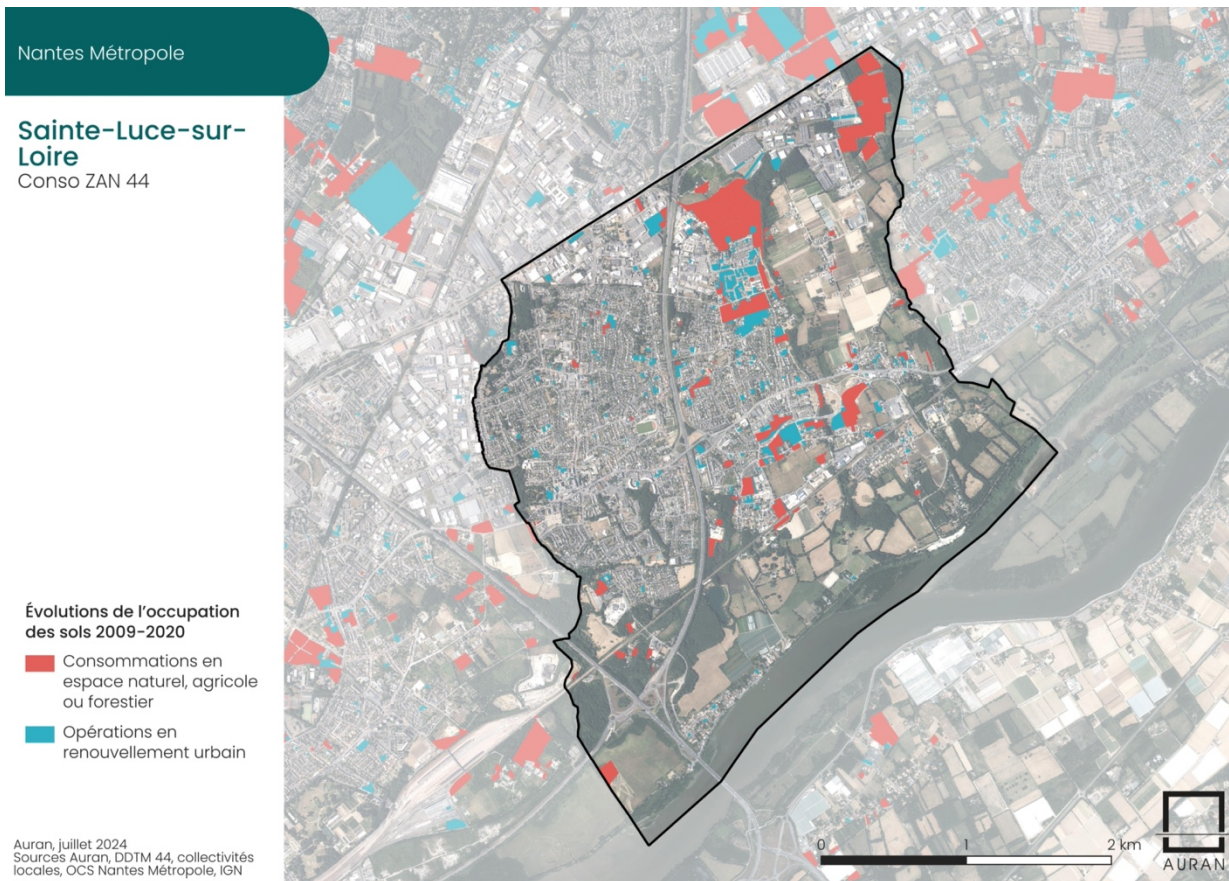 Nantes Métropole
Sainte-Luce-sur-
Loire
Conso ZAN 44
Évolutions de l'occupation
des sols 2009-2020
Consommations en
espace naturel, agricole
ou forestier
Opérations en
renouvellement urbain
Auran, juillet 2024
Sources Auran, DDTM 44, collectivités
locales, OCS Nantes Métropole, IGN
0 1 2 km
AURAN